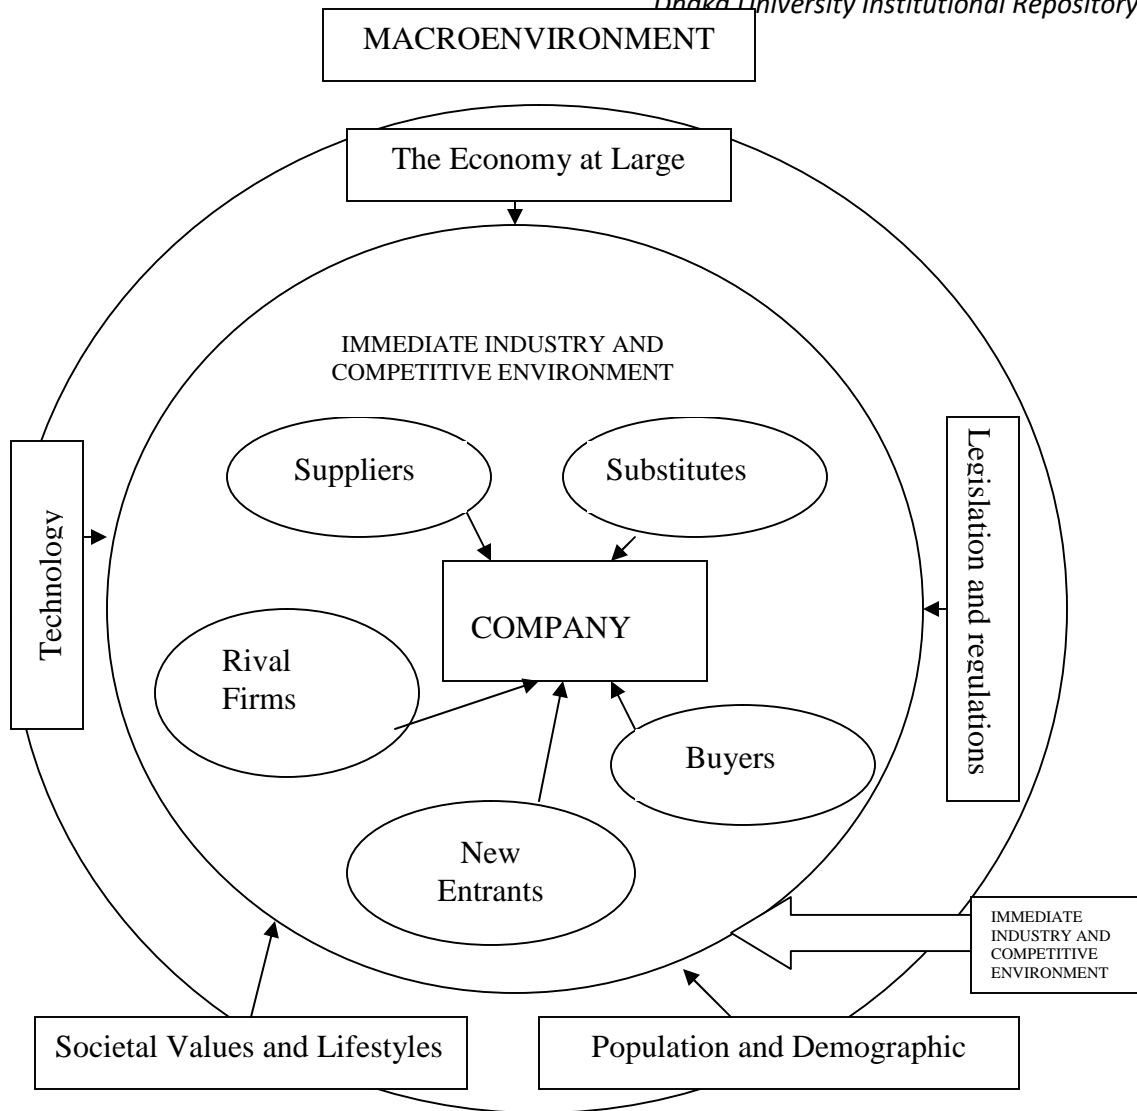 Dhaka University Institutional Repository
MACROENVIRONMENT
The Economy at Large
IMMEDIATE INDUSTRY AND
COMPETITIVE ENVIRONMENT
Suppliers
Substitutes
Technology
Legislation and regulations
COMPANY
Rival
Firms
Buyers
New
Entrants
IMMEDIATE
INDUSTRY AND
COMPETITIVE
ENVIRONMENT
Societal Values and Lifestyles
Population and Demographic